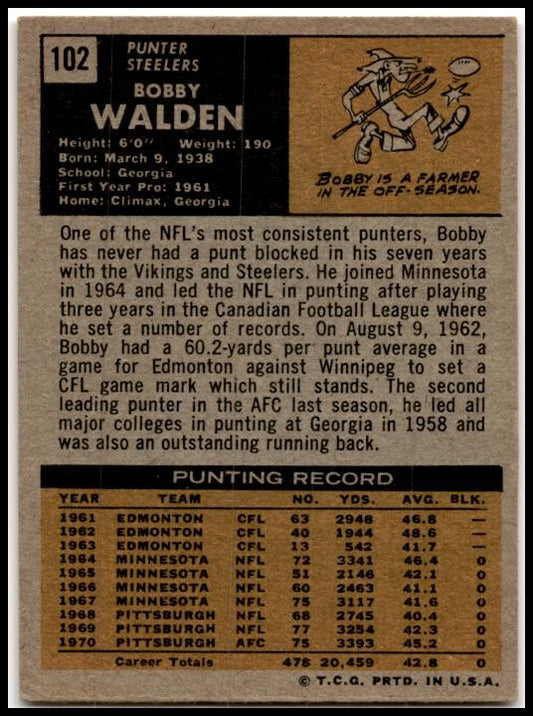 102
PUNTER
STEELERS
BOBBY
WALDEN
Height: 6'0" Weight: 190
Born: March 9, 1938
School: Georgia
First Year Pro: 1961
Home: Climax, Georgia
BOBBY IS A FARMER
IN THE OFF-SEASON.
One of the NFL's most consistent punters, Bobby
has never had a punt blocked in his seven years
with the Vikings and Steelers. He joined Minnesota
in 1964 and led the NFL in punting after playing
three years in the Canadian Football League where
he set a number of records. On August 9, 1962,
Bobby had a 60.2-yards per punt average in a
game for Edmonton against Winnipeg to set a
CFL game mark which still stands. The second
leading punter in the AFC last season, he led all
major colleges in punting at Georgia in 1958 and
was also an outstanding running back.
PUNTING RECORD
YEAR TEAM NO. YDS. AVG. BLK.
1961 EDMONTON CFL 63 2948 46.8 —
1962 EDMONTON CFL 40 1944 48.6 —
1963 EDMONTON CFL 13 542 41.7 —
1964 MINNESOTA NFL 72 3341 46.4 0
1965 MINNESOTA NFL 51 2146 42.1 0
1966 MINNESOTA NFL 60 2463 41.1 0
1967 MINNESOTA NFL 75 3117 41.6 0
1968 PITTSBURGH NFL 68 2745 40.4 0
1969 PITTSBURGH NFL 77 3254 42.3 0
1970 PITTSBURGH AFC 75 3393 45.2 0
Career Totals 478 20,459 42.8 0
© T.C.G. PRTD. IN U.S.A.